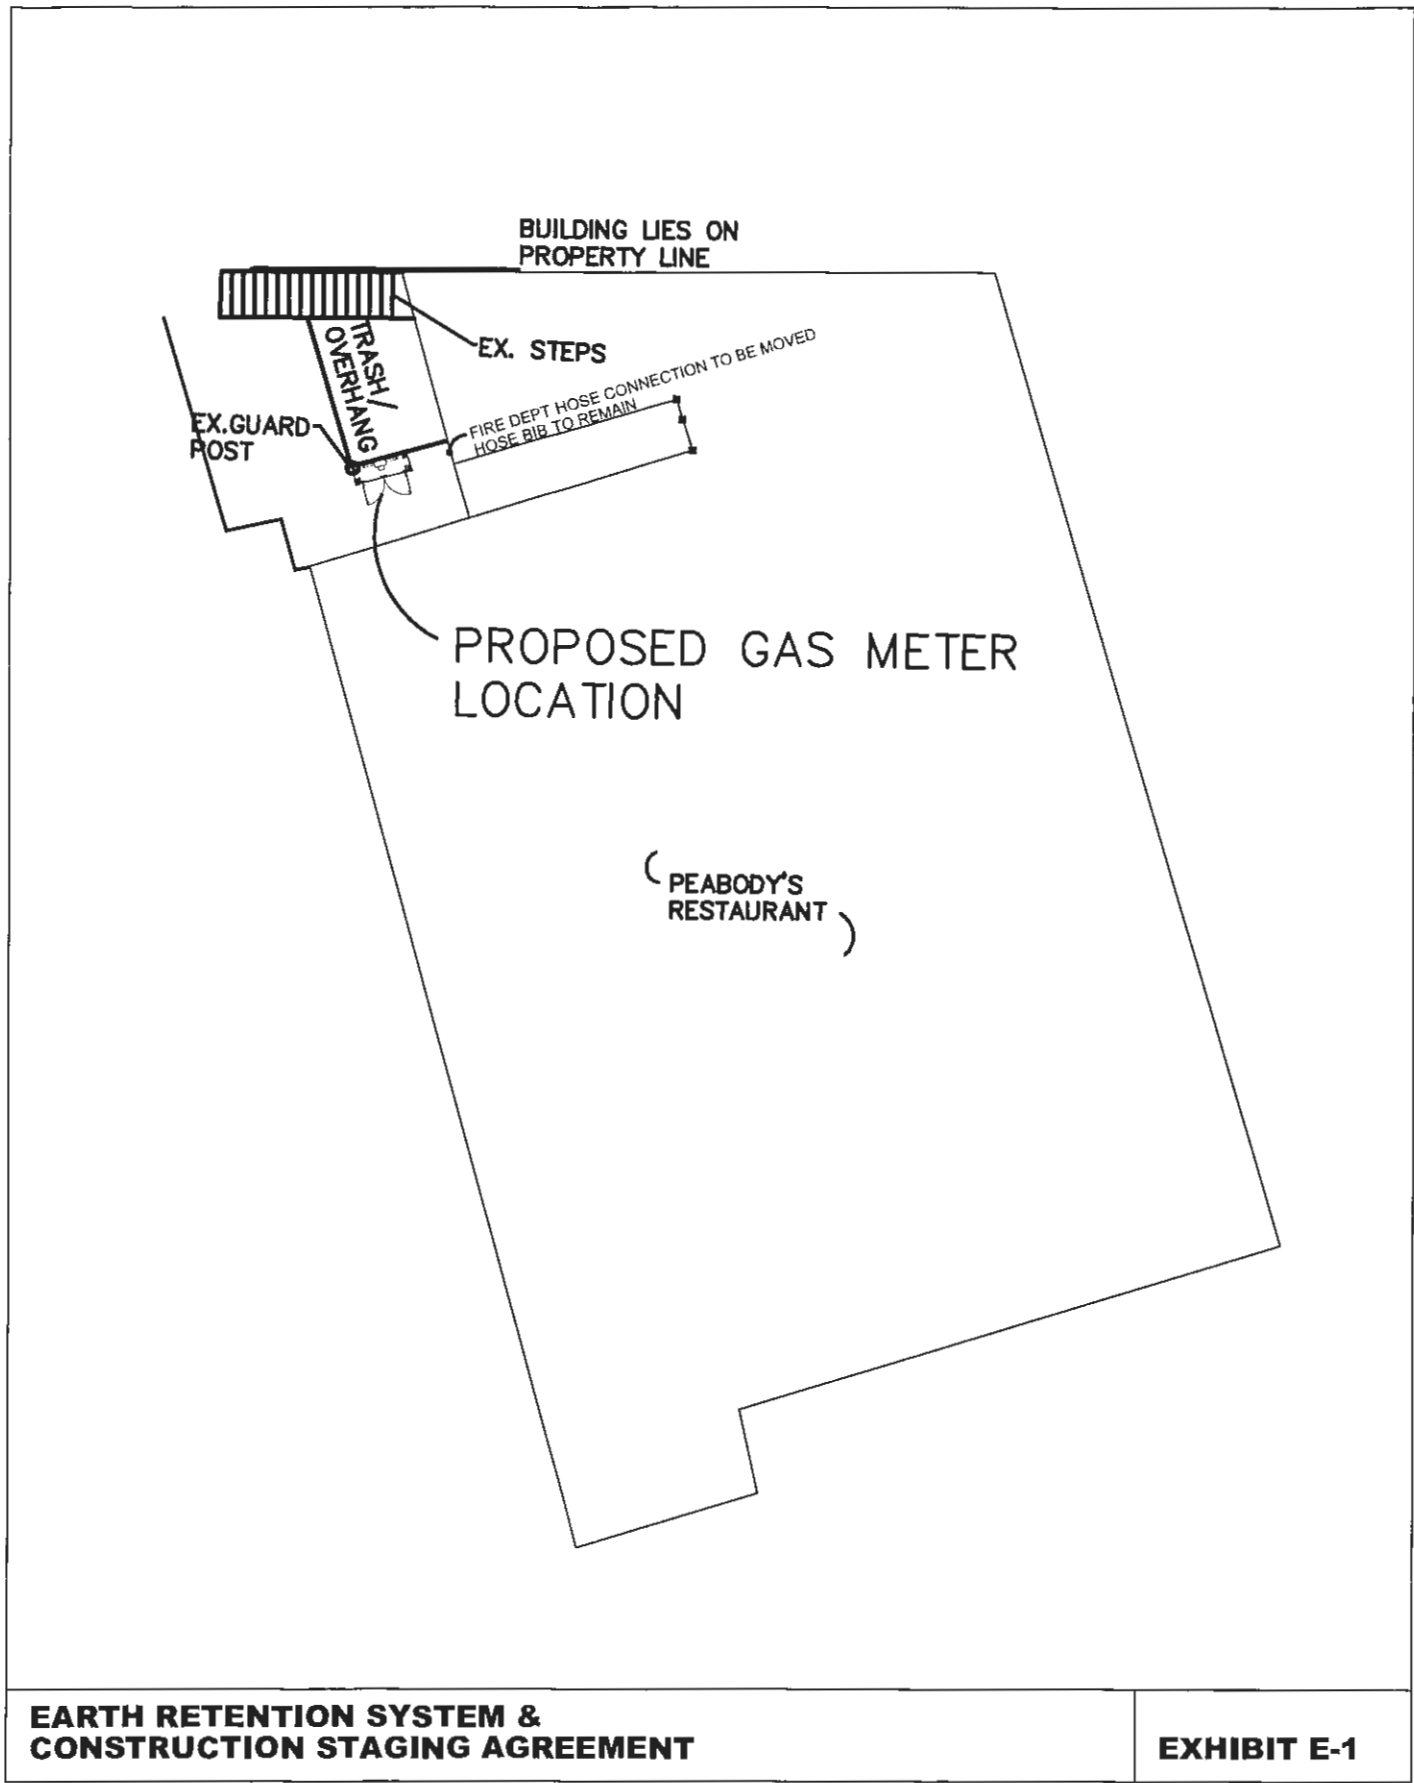 BUILDING LIES ON
PROPERTY LINE
EX. STEPS
TRASH/
OVERHANG
FIRE DEPT HOSE CONNECTION TO BE MOVED
HOSE BIB TO REMAIN
EX.GUARD
POST
PROPOSED GAS METER
LOCATION
PEABODY'S
RESTAURANT
EARTH RETENTION SYSTEM &
CONSTRUCTION STAGING AGREEMENT
EXHIBIT E-1